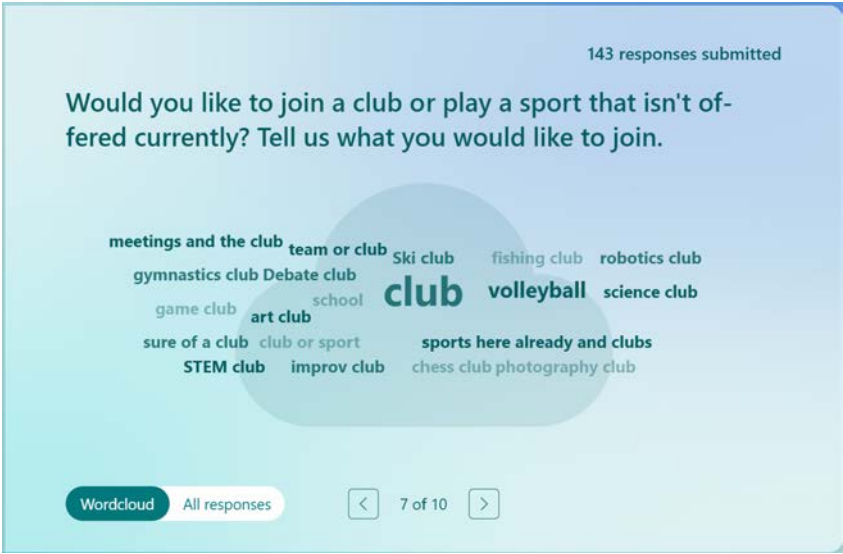 143 responses submitted
Would you like to join a club or play a sport that isn't of-
fered currently? Tell us what you would like to join.
meetings and the club team or club Ski club fishing club robotics club
gymnastics club Debate club school club volleyball science club
game club art club
sure of a club club or sport sports here already and clubs
STEM club improv club chess club photography club
Wordcloud All responses 7 of 10